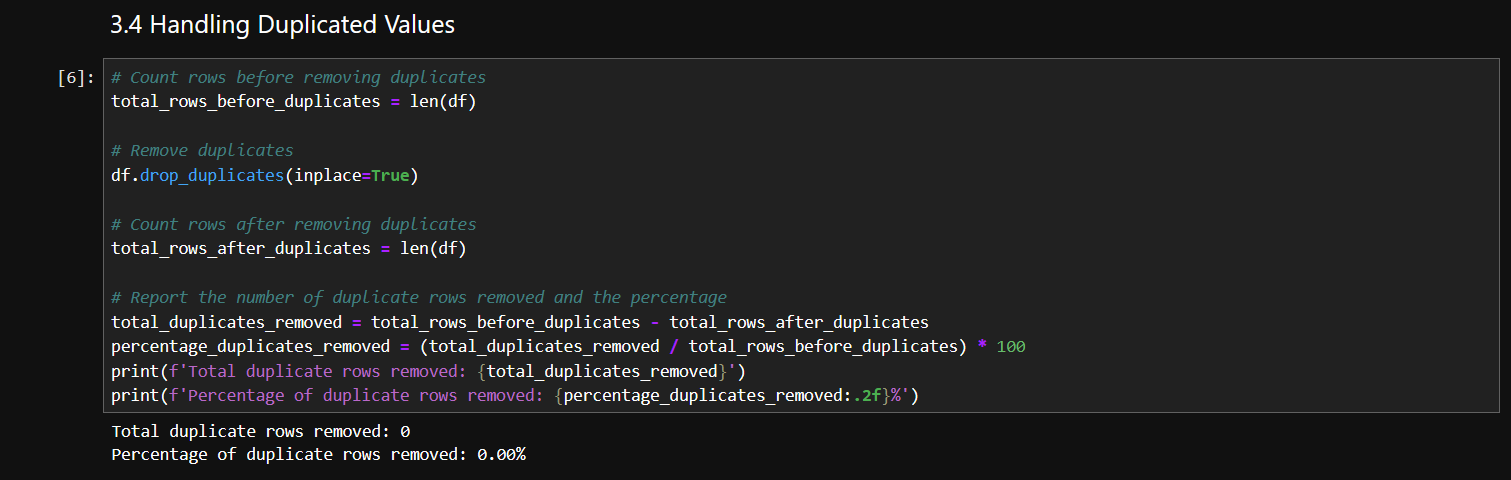 3.4 Handling Duplicated Values
[6]:
# Count rows before removing duplicates
total_rows_before_duplicates = len(df)
# Remove duplicates
df.drop_duplicates(inplace=True)
# Count rows after removing duplicates
total_rows_after_duplicates = len(df)
# Report the number of duplicate rows removed and the percentage
total_duplicates_removed = total_rows_before_duplicates - total_rows_after_duplicates
percentage_duplicates_removed = (total_duplicates_removed / total_rows_before_duplicates) * 100
print(f'Total duplicate rows removed: {total_duplicates_removed}')
print(f'Percentage of duplicate rows removed: {percentage_duplicates_removed:.2f}%')
Total duplicate rows removed: 0
Percentage of duplicate rows removed: 0.00%